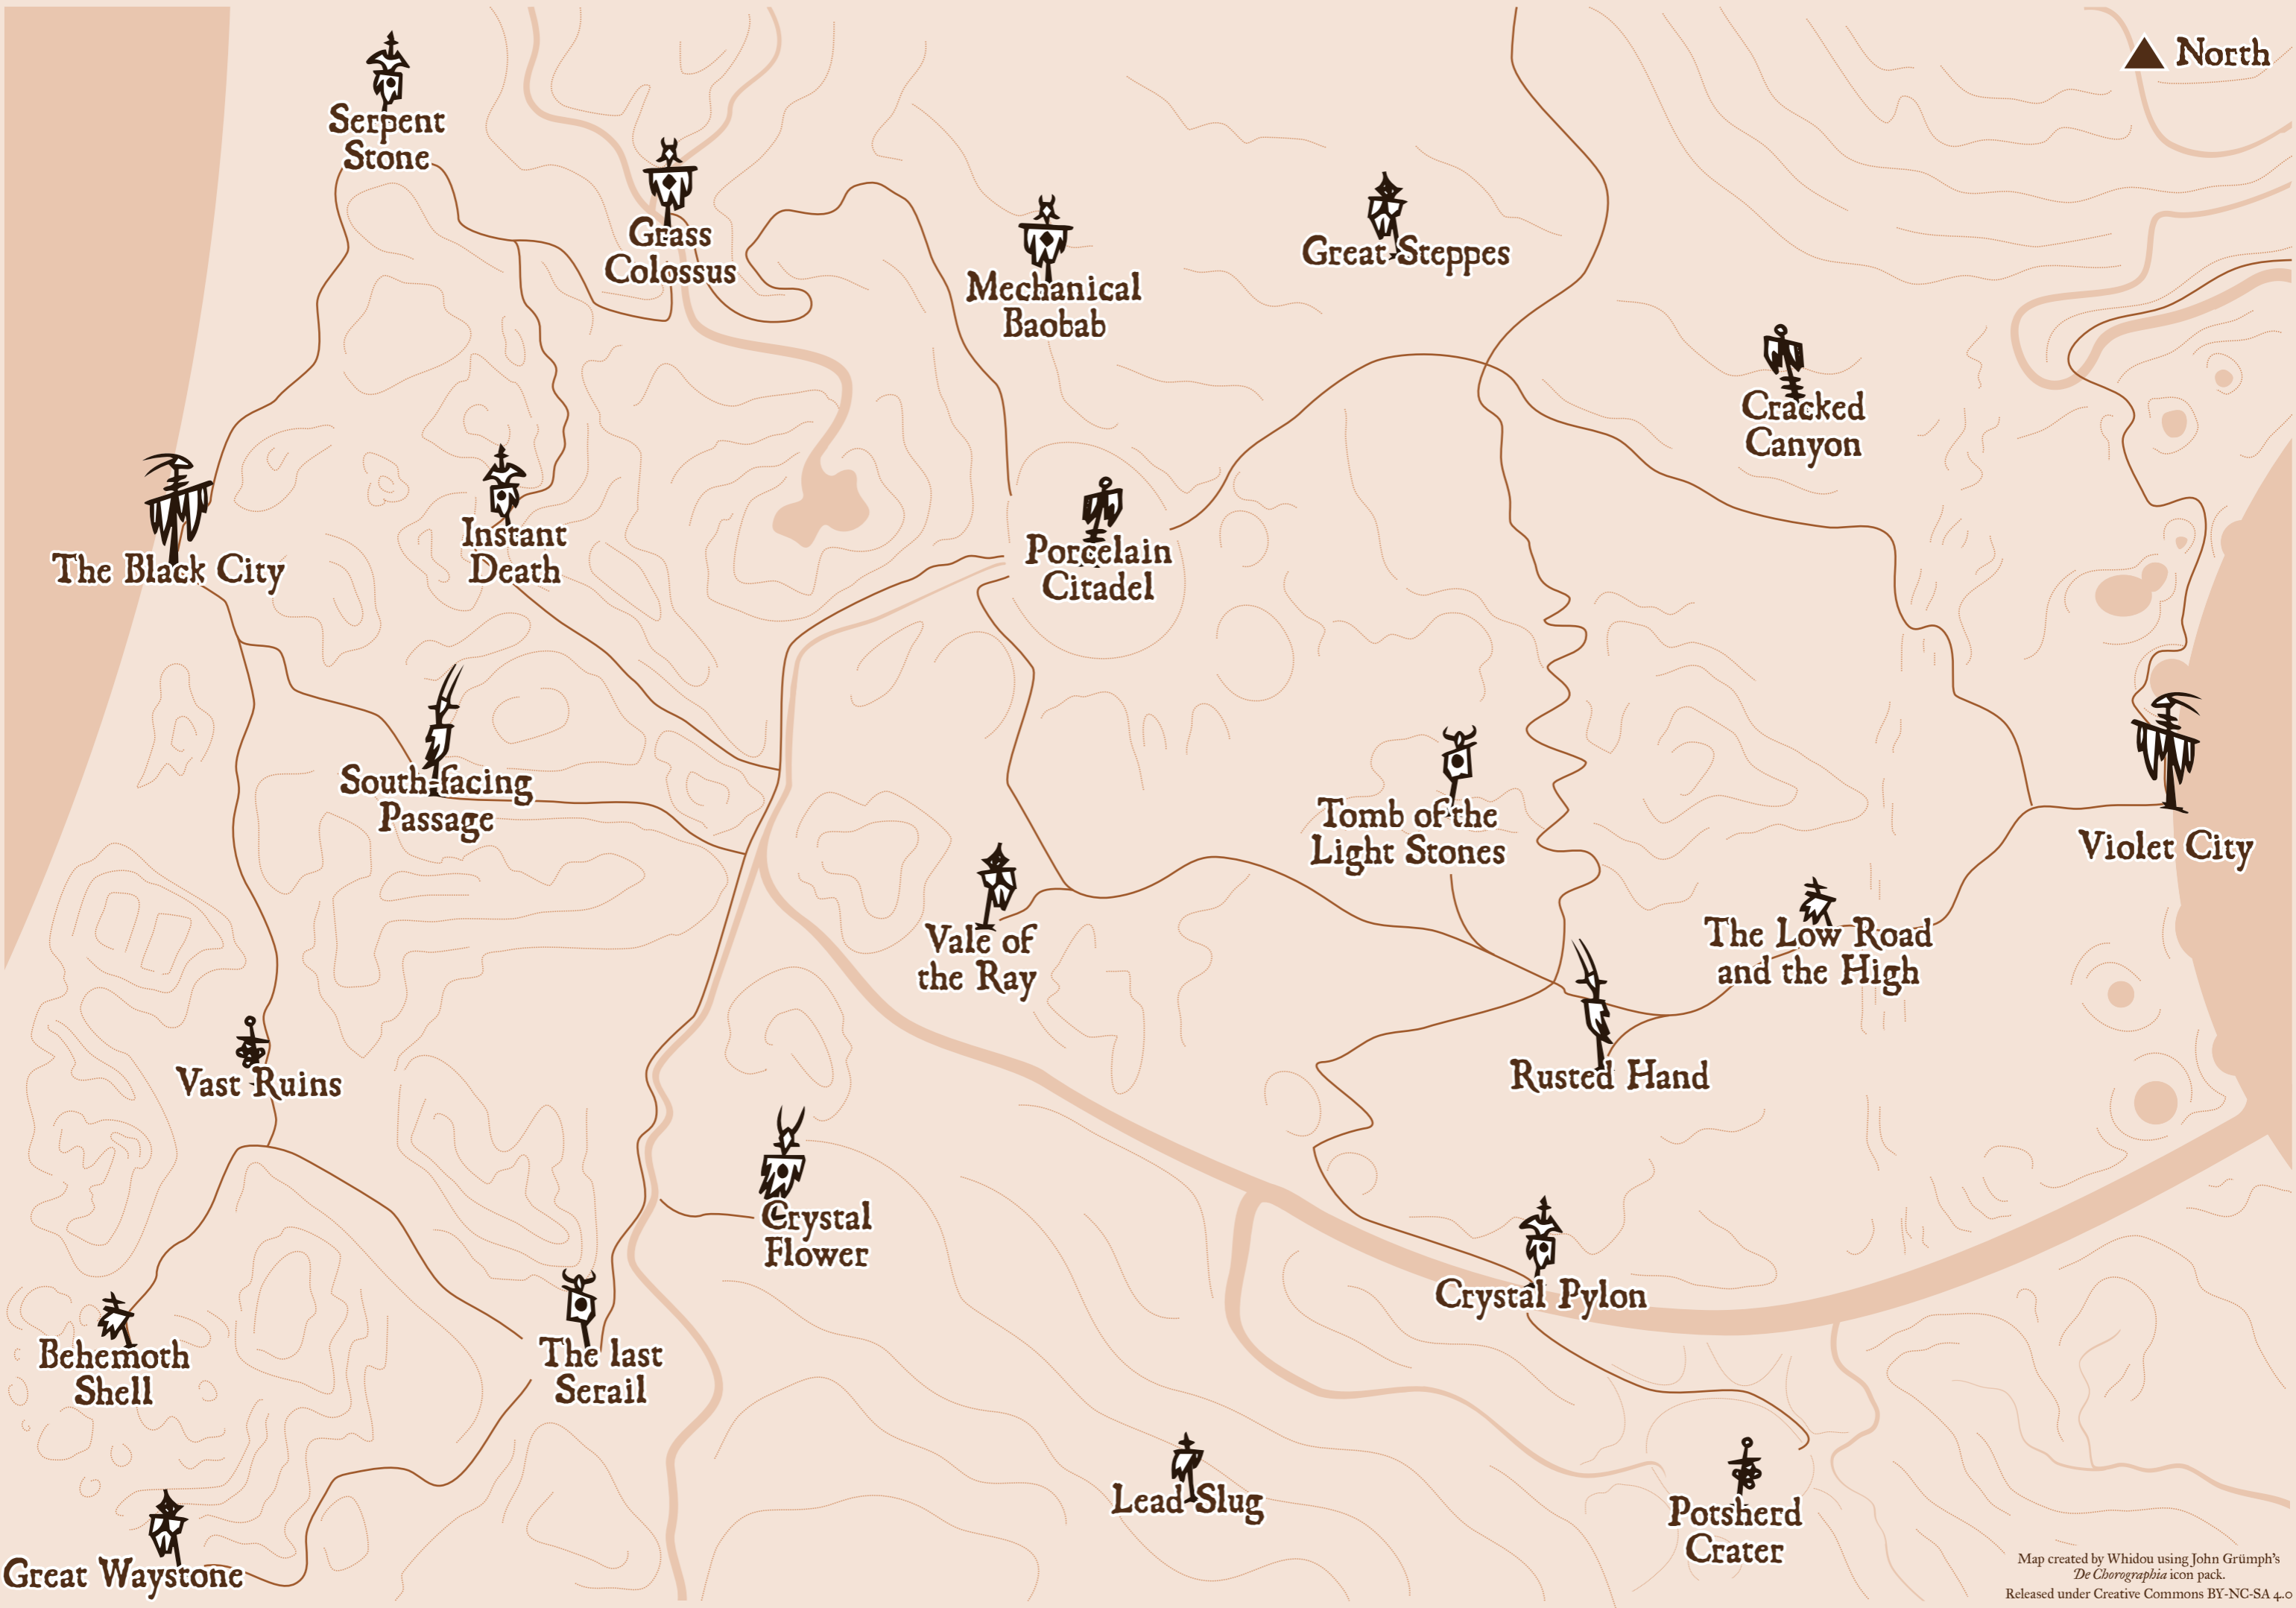 North
Serpent
Stone
Grass
Colossus
Mechanical
Baobab
Great Steppes
Cracked
Canyon
The Black City
Instant
Death
Porcelain
Citadel
South-facing
Passage
Tomb of the
Light Stones
Violet City
Vale of
the Ray
The Low Road
and the High
Vast Ruins
Rusted Hand
Crystal
Flower
Crystal Pylon
Behemoth
Shell
The last
Serail
Lead Slug
Potsherd
Crater
Great Waystone
Map created by Whidou using John Grümph's
De Chorographia icon pack.
Released under Creative Commons BY-NC-SA 4.0